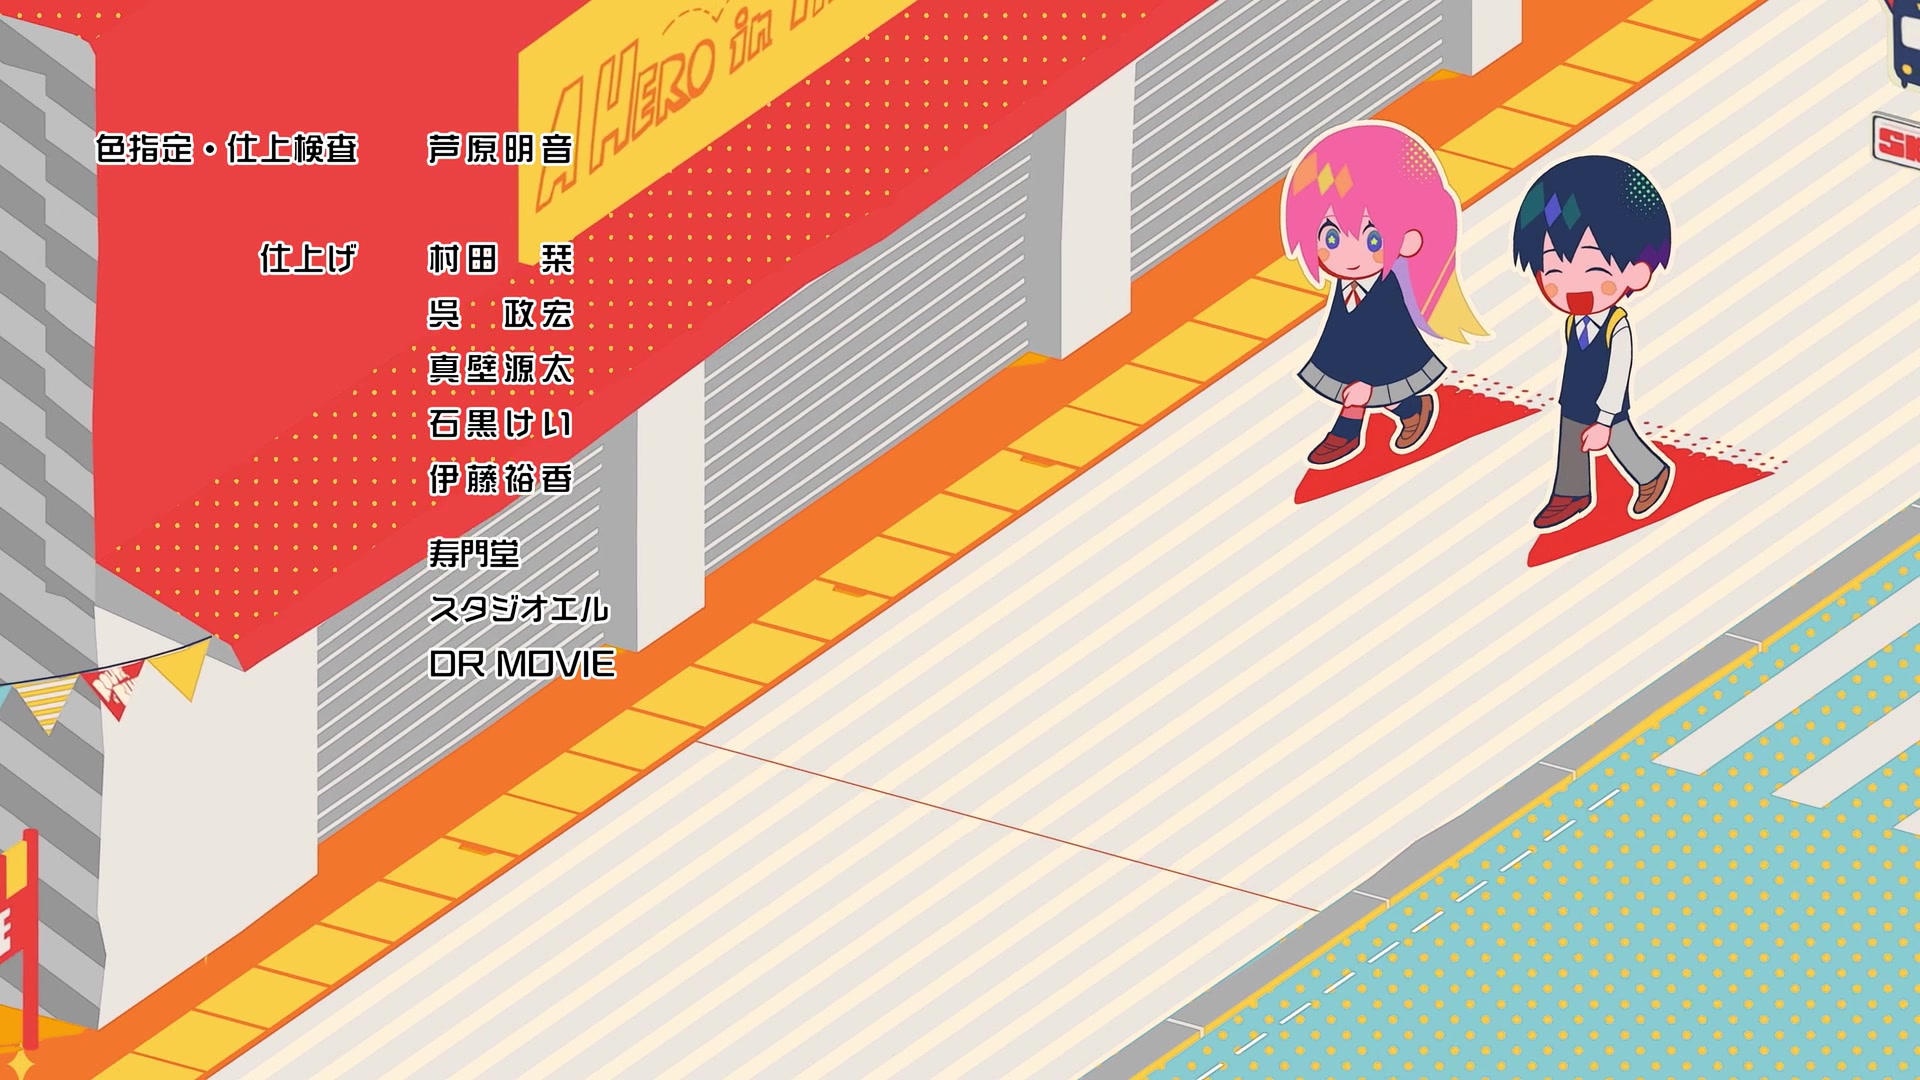 A HERO in
色指定・仕上検査　芦原明音
仕上げ　村田　栞
呉　政宏
真壁源太
石黒けい
伊藤裕香
寿門堂
スタジオエル
DR MOVIE